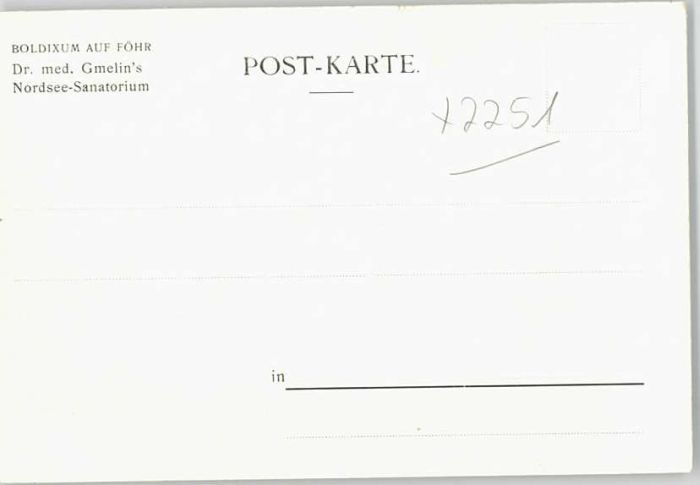 BOLDIXUM AUF FÖHR
Dr. med. Gmelin's
Nordsee-Sanatorium
POST-KARTE.
x2251
in